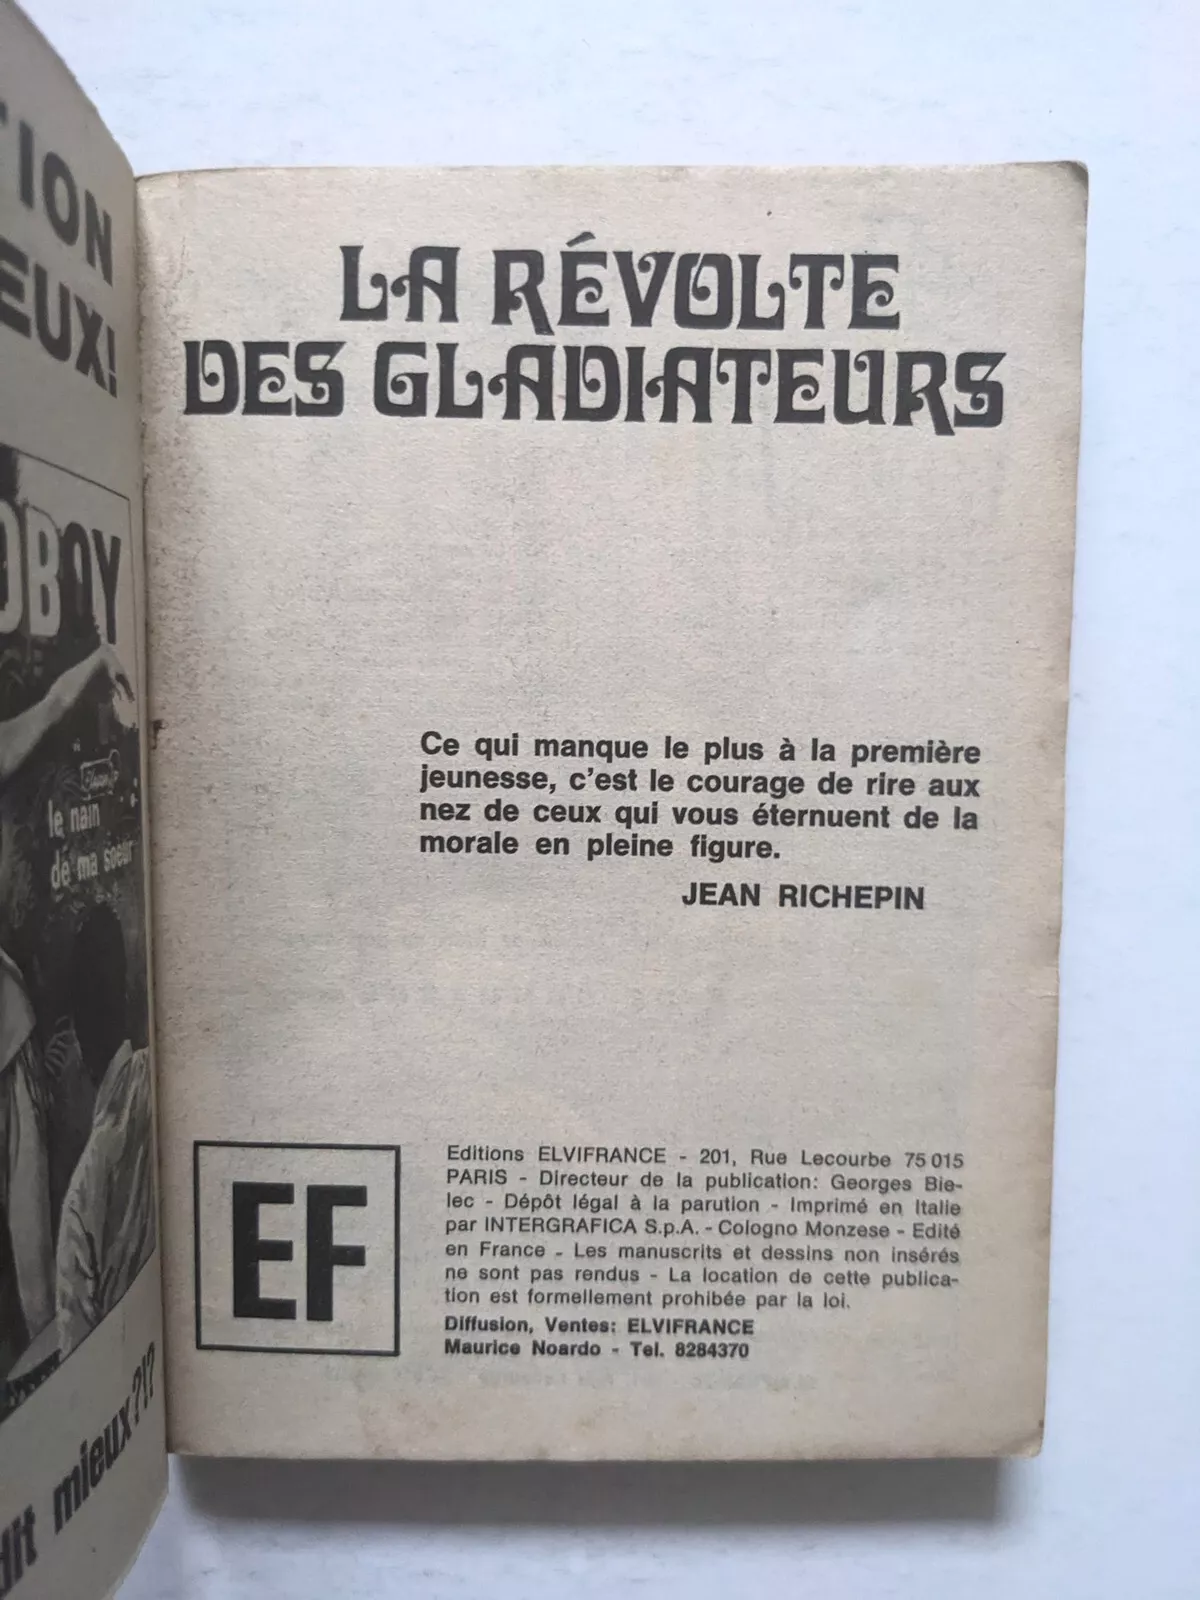 TION
EUX!
OBOY
le nain
de ma soeur
dit mieux?!?
LA RÉVOLTE
DES GLADIATEURS
Ce qui manque le plus à la première
jeunesse, c'est le courage de rire aux
nez de ceux qui vous éternuent de la
morale en pleine figure.
JEAN RICHEPIN
EF
Editions ELVIFRANCE - 201, Rue Lecourbe 75 015
PARIS - Directeur de la publication: Georges Bie-
lec - Dépôt légal à la parution - Imprimé en Italie
par INTERGRAFICA S.p.A. - Cologno Monzese - Edité
en France - Les manuscrits et dessins non insérés
ne sont pas rendus - La location de cette publica-
tion est formellement prohibée par la loi.
Diffusion, Ventes: ELVIFRANCE
Maurice Noardo - Tel. 8284370